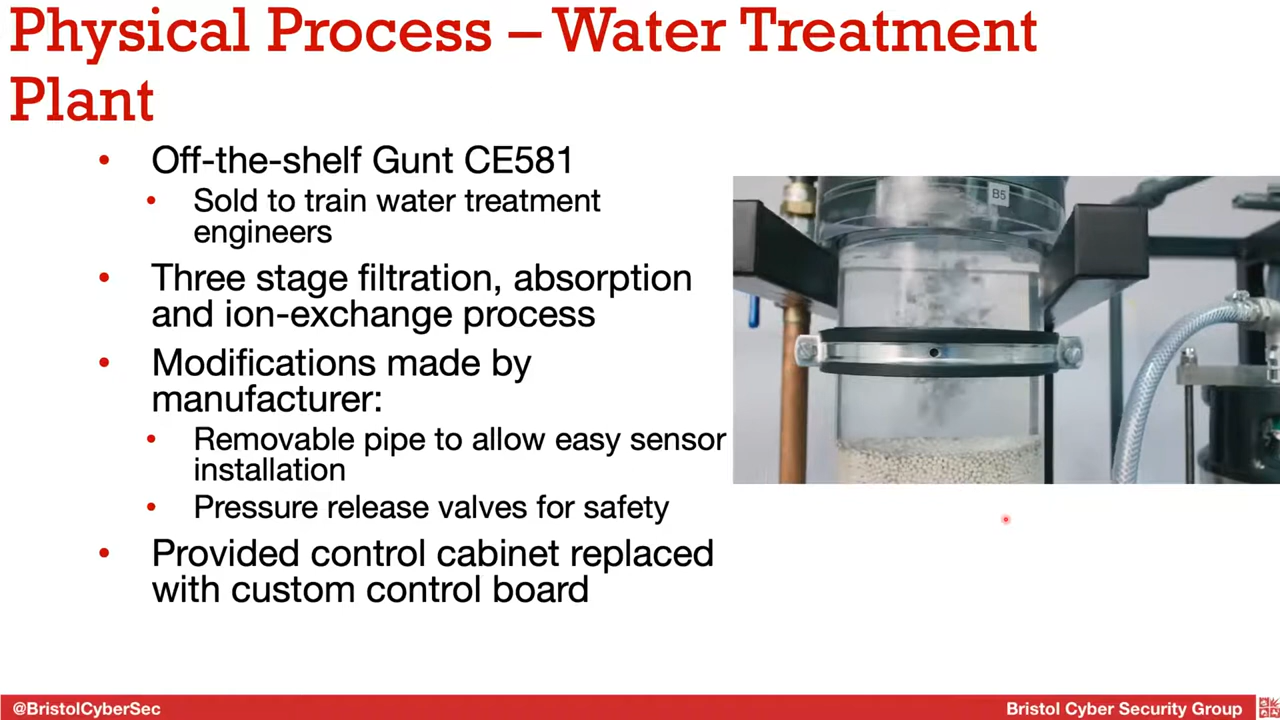 Physical Process – Water Treatment
Plant
• Off-the-shelf Gunt CE581
• Sold to train water treatment
engineers
• Three stage filtration, absorption
and ion-exchange process
• Modifications made by
manufacturer:
• Removable pipe to allow easy sensor
installation
• Pressure release valves for safety
• Provided control cabinet replaced
with custom control board
B5
@BristolCyberSec
Bristol Cyber Security Group